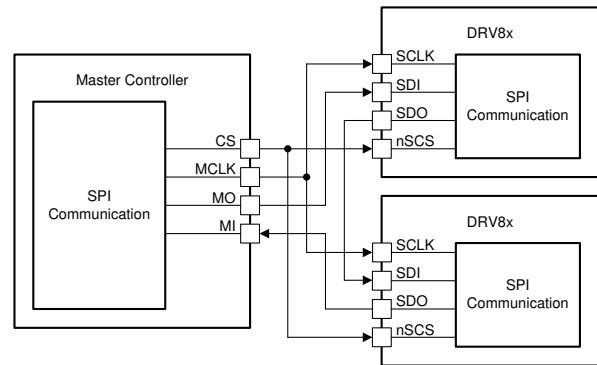 Master Controller
SPI
Communication
CS
MCLK
MO
MI
DRV8x
SCLK
SDI
SDO
nSCS
SPI
Communication
DRV8x
SCLK
SDI
SDO
nSCS
SPI
Communication